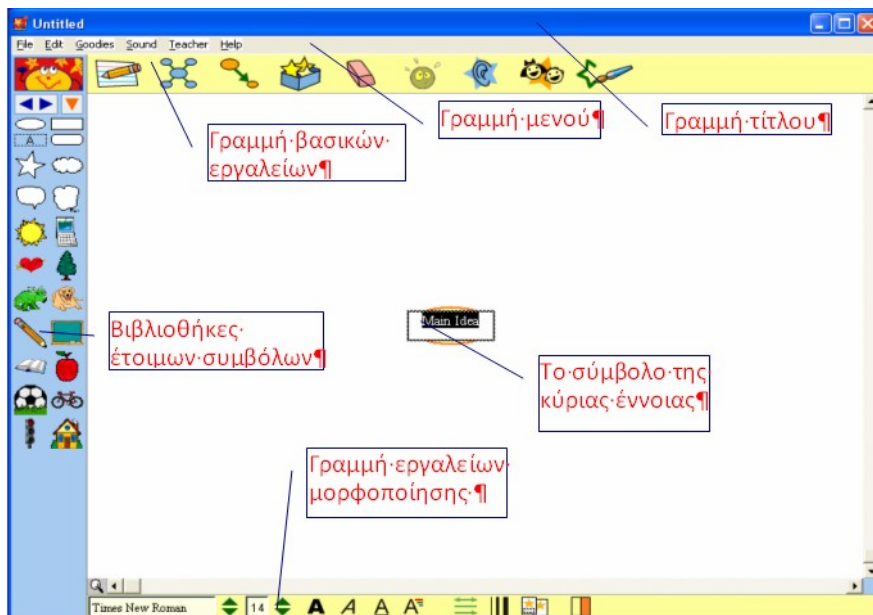 Untitled
File Edit Goodies Sound Teacher Help
Γραμμή·βασικών·
εργαλείων¶
Γραμμή·μενού¶
Γραμμή·τίτλου¶
A
Main Idea
Βιβλιοθήκες·
έτοιμων·συμβόλων¶
Το·σύμβολο·της·
κύριας·έννοιας¶
Γραμμή·εργαλείων·
μορφοποίησης·¶
Times New Roman 14 A A A A